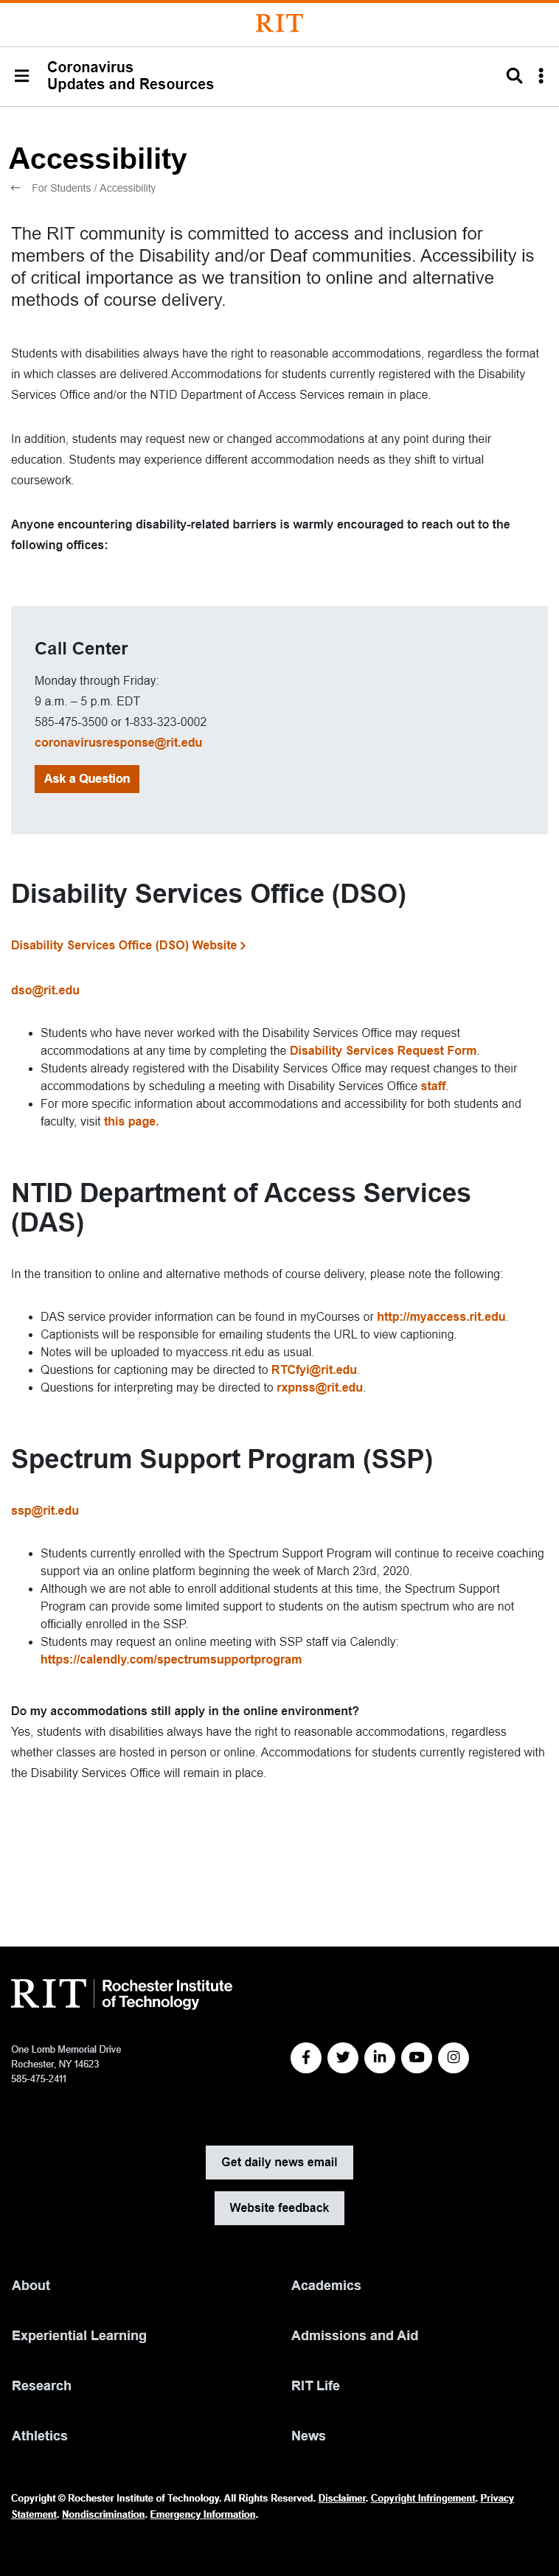 RIT
Coronavirus
Updates and Resources
Accessibility
For Students / Accessibility
The RIT community is committed to access and inclusion for
members of the Disability and/or Deaf communities. Accessibility is
of critical importance as we transition to online and alternative
methods of course delivery.
Students with disabilities always have the right to reasonable accommodations, regardless the format
in which classes are delivered.Accommodations for students currently registered with the Disability
Services Office and/or the NTID Department of Access Services remain in place.
In addition, students may request new or changed accommodations at any point during their
education. Students may experience different accommodation needs as they shift to virtual
coursework.
Anyone encountering disability-related barriers is warmly encouraged to reach out to the
following offices:
Call Center
Monday through Friday:
9 a.m. – 5 p.m. EDT
585-475-3500 or 1-833-323-0002
coronavirusresponse@rit.edu
Ask a Question
Disability Services Office (DSO)
Disability Services Office (DSO) Website
dso@rit.edu
• Students who have never worked with the Disability Services Office may request
accommodations at any time by completing the Disability Services Request Form.
• Students already registered with the Disability Services Office may request changes to their
accommodations by scheduling a meeting with Disability Services Office staff.
• For more specific information about accommodations and accessibility for both students and
faculty, visit this page.
NTID Department of Access Services
(DAS)
In the transition to online and alternative methods of course delivery, please note the following:
• DAS service provider information can be found in myCourses or http://myaccess.rit.edu.
• Captionists will be responsible for emailing students the URL to view captioning.
• Notes will be uploaded to myaccess.rit.edu as usual.
• Questions for captioning may be directed to RTCfyi@rit.edu.
• Questions for interpreting may be directed to rxpnss@rit.edu.
Spectrum Support Program (SSP)
ssp@rit.edu
• Students currently enrolled with the Spectrum Support Program will continue to receive coaching
support via an online platform beginning the week of March 23rd, 2020.
• Although we are not able to enroll additional students at this time, the Spectrum Support
Program can provide some limited support to students on the autism spectrum who are not
officially enrolled in the SSP.
• Students may request an online meeting with SSP staff via Calendly:
https://calendly.com/spectrumsupportprogram
Do my accommodations still apply in the online environment?
Yes, students with disabilities always have the right to reasonable accommodations, regardless
whether classes are hosted in person or online. Accommodations for students currently registered with
the Disability Services Office will remain in place.
RIT Rochester Institute
of Technology
One Lomb Memorial Drive
Rochester, NY 14623
585-475-2411
Get daily news email
Website feedback
About
Academics
Experiential Learning
Admissions and Aid
Research
RIT Life
Athletics
News
Copyright © Rochester Institute of Technology. All Rights Reserved. Disclaimer. Copyright Infringement. Privacy
Statement. Nondiscrimination. Emergency Information.